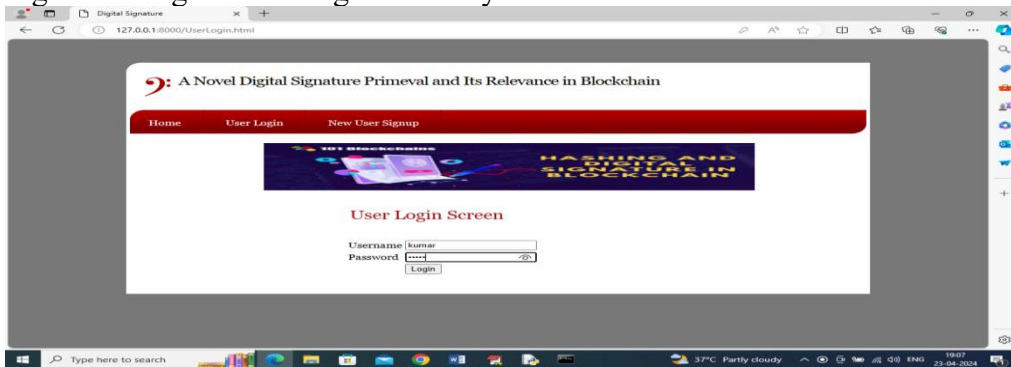 Digital Signature
127.0.0.1:8000/UserLogin.html
A Novel Digital Signature Primeval and Its Relevance in Blockchain
Home User Login New User Signup
101 Blockchains
HASHING AND
DIGITAL
SIGNATURE IN
BLOCKCHAIN
User Login Screen
Username kumar
Password •••••
Login
Type here to search
37°C Partly cloudy
ENG
19:07
23-04-2024